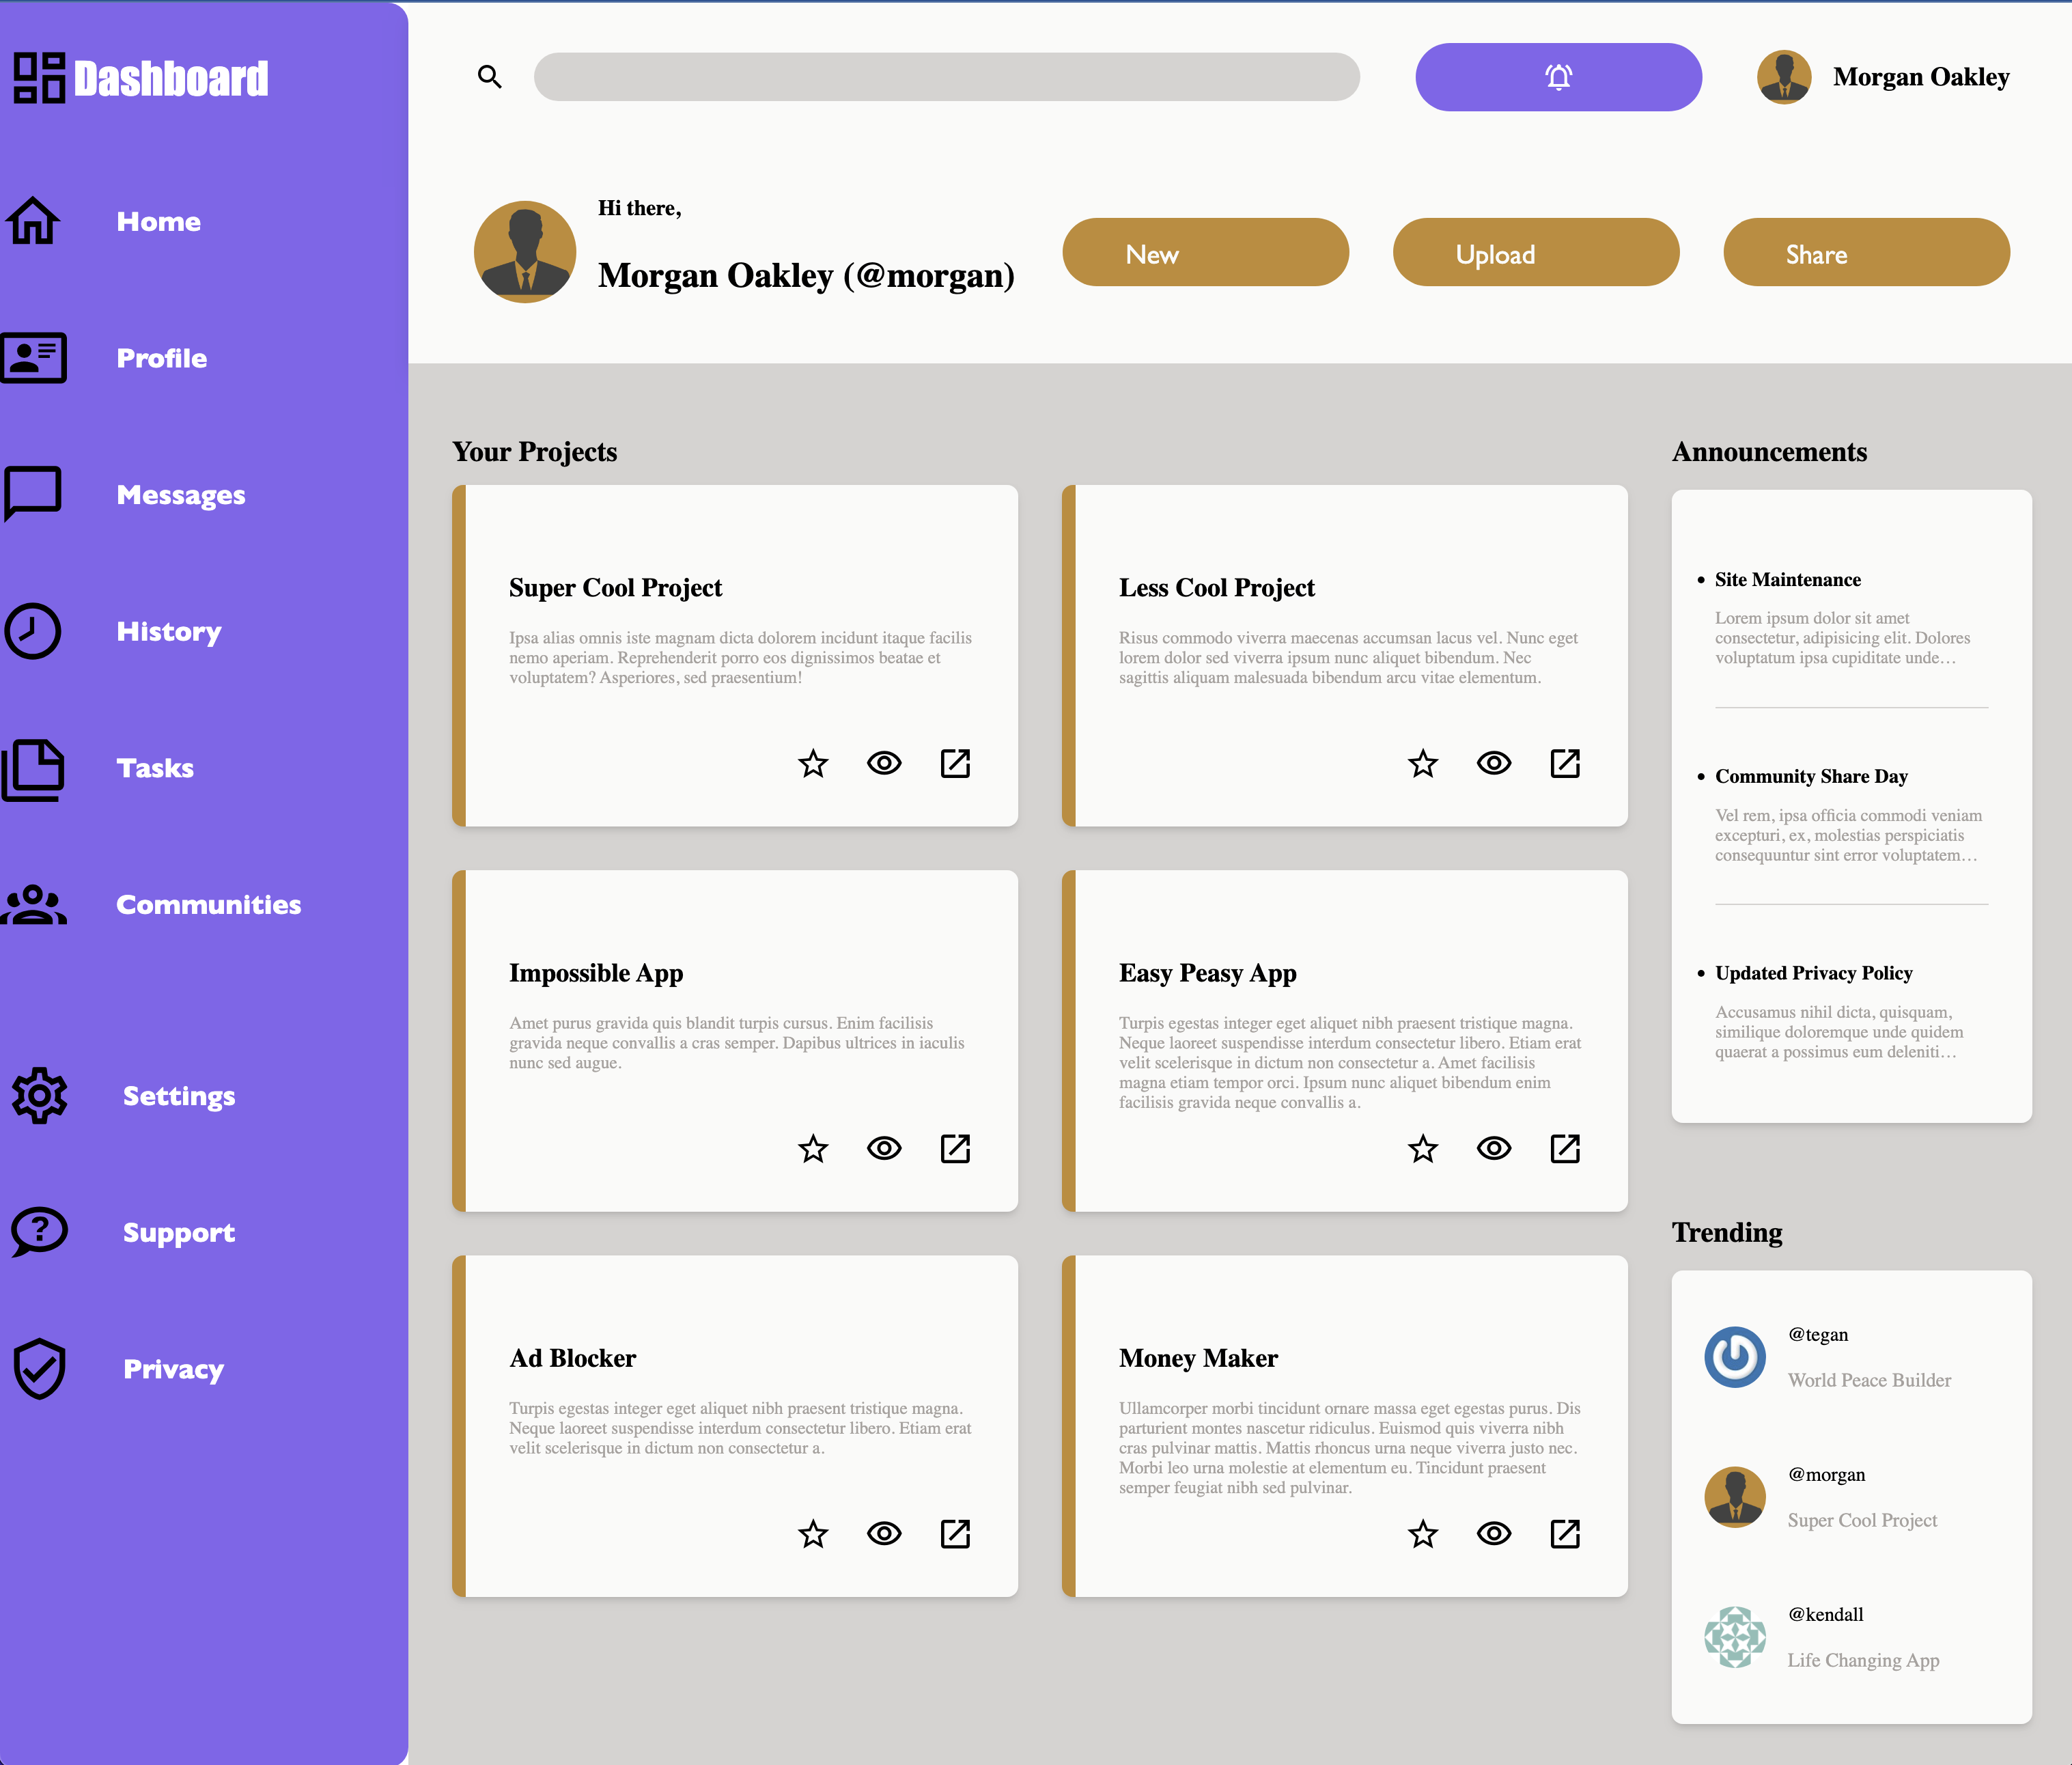 Dashboard
Home
Profile
Messages
History
Tasks
Communities
Settings
Support
Privacy
Morgan Oakley
Hi there,
Morgan Oakley (@morgan)
New
Upload
Share
Your Projects
Super Cool Project
Ipsa alias omnis iste magnam dicta dolorem incidunt itaque facilis
nemo aperiam. Reprehenderit porro eos dignissimos beatae et
voluptatem? Asperiores, sed praesentium!
Less Cool Project
Risus commodo viverra maecenas accumsan lacus vel. Nunc eget
lorem dolor sed viverra ipsum nunc aliquet bibendum. Nec
sagittis aliquam malesuada bibendum arcu vitae elementum.
Impossible App
Amet purus gravida quis blandit turpis cursus. Enim facilisis
gravida neque convallis a cras semper. Dapibus ultrices in iaculis
nunc sed augue.
Easy Peasy App
Turpis egestas integer eget aliquet nibh praesent tristique magna.
Neque laoreet suspendisse interdum consectetur libero. Etiam erat
velit scelerisque in dictum non consectetur a. Amet facilisis
magna etiam tempor orci. Ipsum nunc aliquet bibendum enim
facilisis gravida neque convallis a.
Ad Blocker
Turpis egestas integer eget aliquet nibh praesent tristique magna.
Neque laoreet suspendisse interdum consectetur libero. Etiam erat
velit scelerisque in dictum non consectetur a.
Money Maker
Ullamcorper morbi tincidunt ornare massa eget egestas purus. Dis
parturient montes nascetur ridiculus. Euismod quis viverra nibh
cras pulvinar mattis. Mattis rhoncus urna neque viverra justo nec.
Morbi leo urna molestie at elementum eu. Tincidunt praesent
semper feugiat nibh sed pulvinar.
Announcements
• Site Maintenance
Lorem ipsum dolor sit amet
consectetur, adipisicing elit. Dolores
voluptatum ipsa cupiditate unde…
• Community Share Day
Vel rem, ipsa officia commodi veniam
excepturi, ex, molestias perspiciatis
consequuntur sint error voluptatem…
• Updated Privacy Policy
Accusamus nihil dicta, quisquam,
similique doloremque unde quidem
quaerat a possimus eum deleniti…
Trending
@tegan
World Peace Builder
@morgan
Super Cool Project
@kendall
Life Changing App